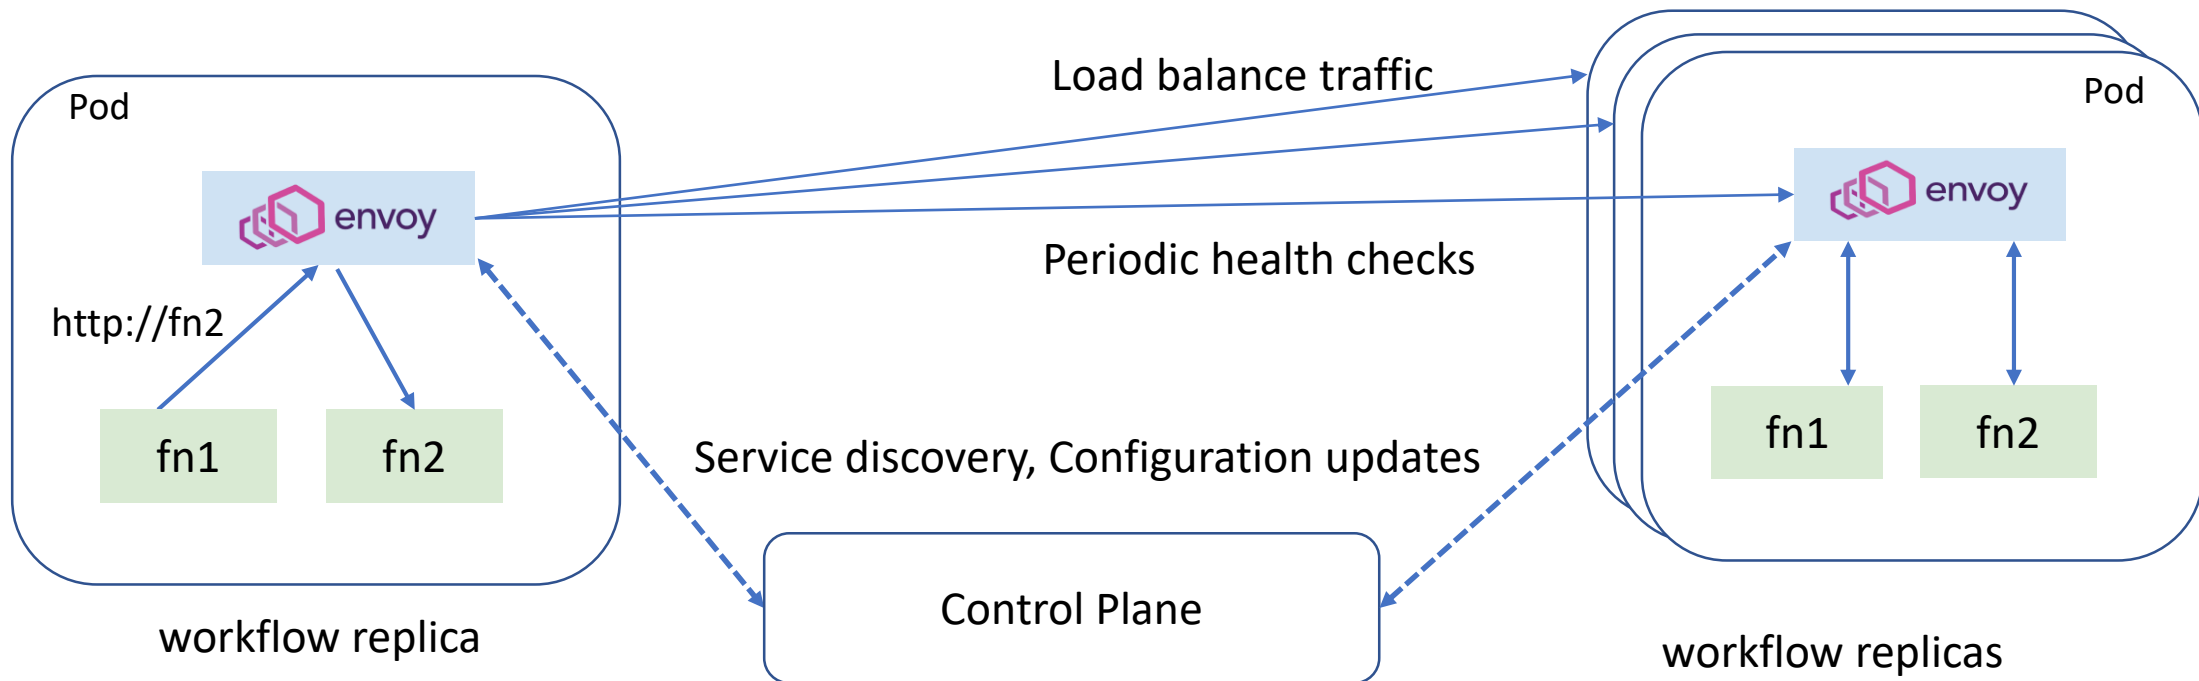 Load balance traffic
Pod
Pod
envoy
envoy
Periodic health checks
http://fn2
fn1
fn2
fn1
fn2
Service discovery, Configuration updates
Control Plane
workflow replica
workflow replicas